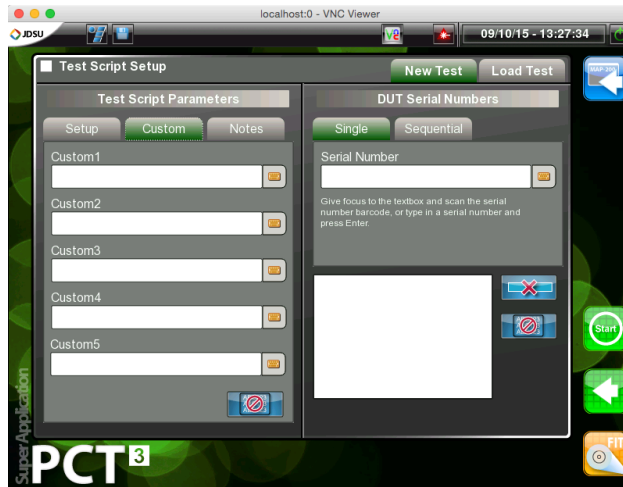 localhost:0 - VNC Viewer
JDSU
09/10/15 - 13:27:34
Test Script Setup
New Test
Load Test
MAP-200
Test Script Parameters
DUT Serial Numbers
Setup
Custom
Notes
Single
Sequential
Custom1
Serial Number
Custom2
Give focus to the textbox and scan the serial
number barcode, or type in a serial number and
press Enter.
Custom3
Custom4
Custom5
Start
Super Application
PCT3
FIT